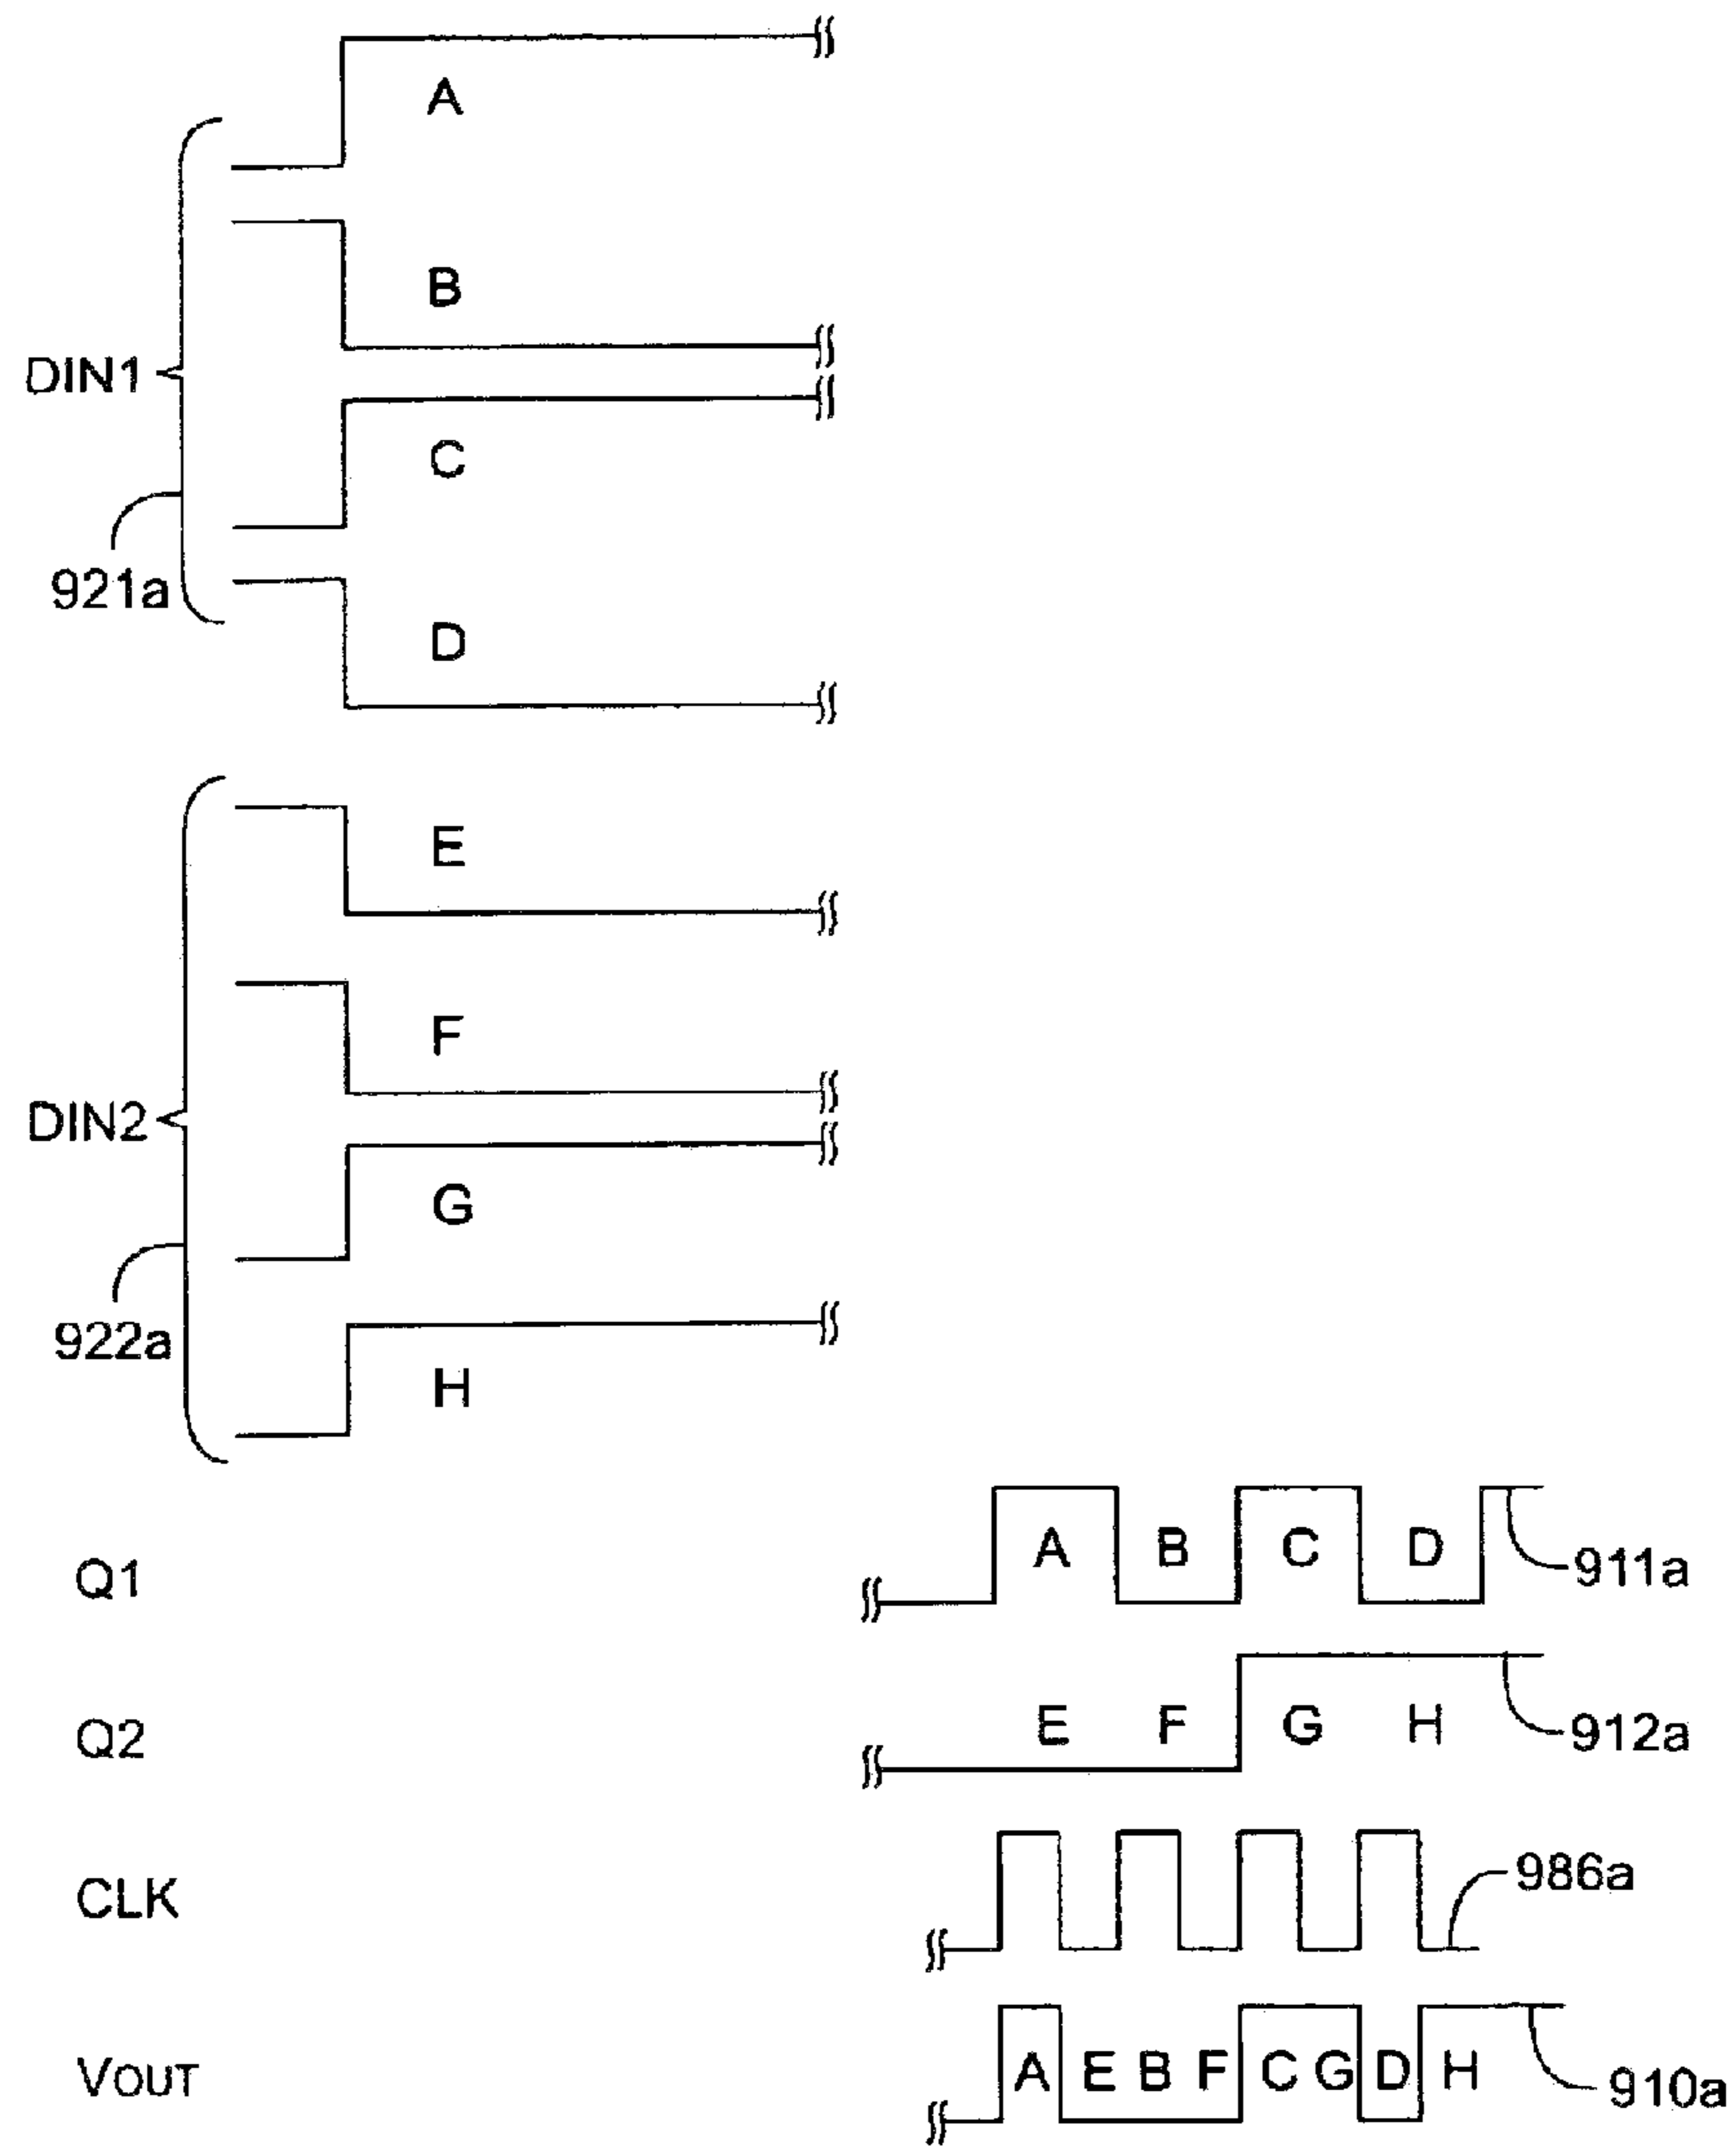 A
B
DIN1
C
921a
D
E
F
DIN2
G
922a
H
Q1 A B C D 911a
Q2 E F G H 912a
CLK 986a
VOUT A E B F C G D H 910a